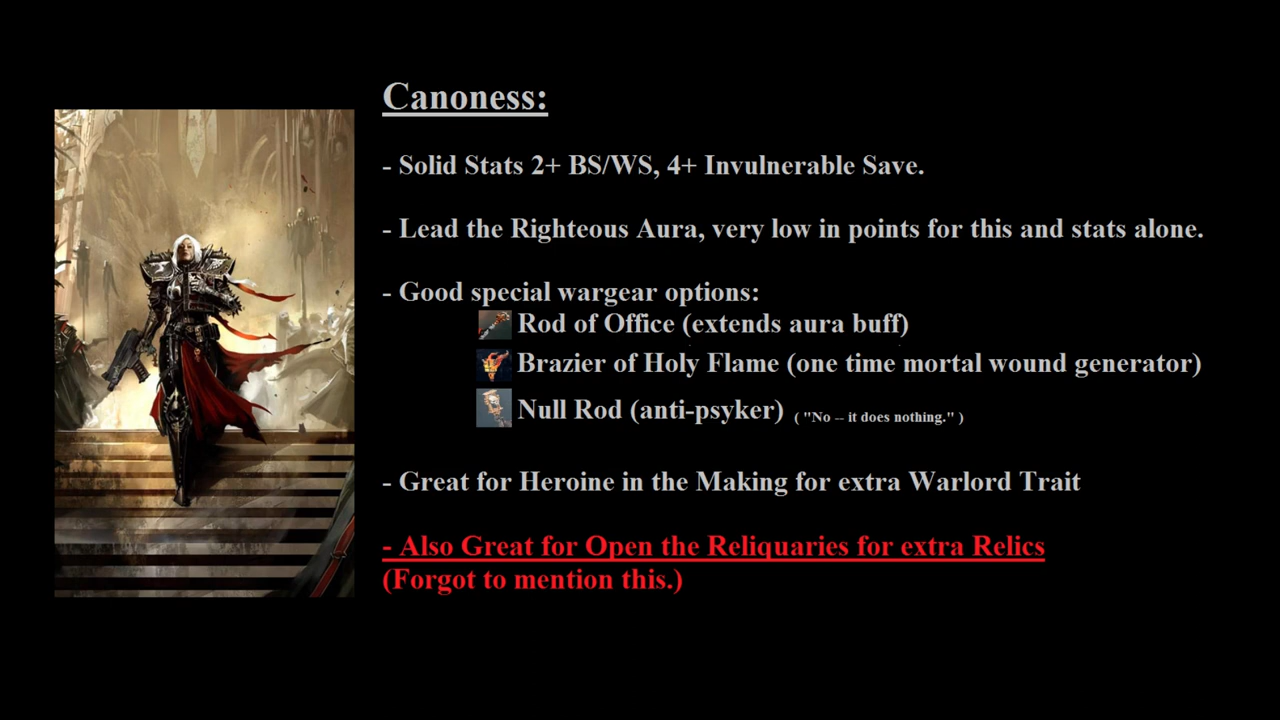 Canoness:
- Solid Stats 2+ BS/WS, 4+ Invulnerable Save.
- Lead the Righteous Aura, very low in points for this and stats alone.
- Good special wargear options:
Rod of Office (extends aura buff)
Brazier of Holy Flame (one time mortal wound generator)
Null Rod (anti-psyker) ( "No -- it does nothing." )
- Great for Heroine in the Making for extra Warlord Trait
- Also Great for Open the Reliquaries for extra Relics
(Forgot to mention this.)